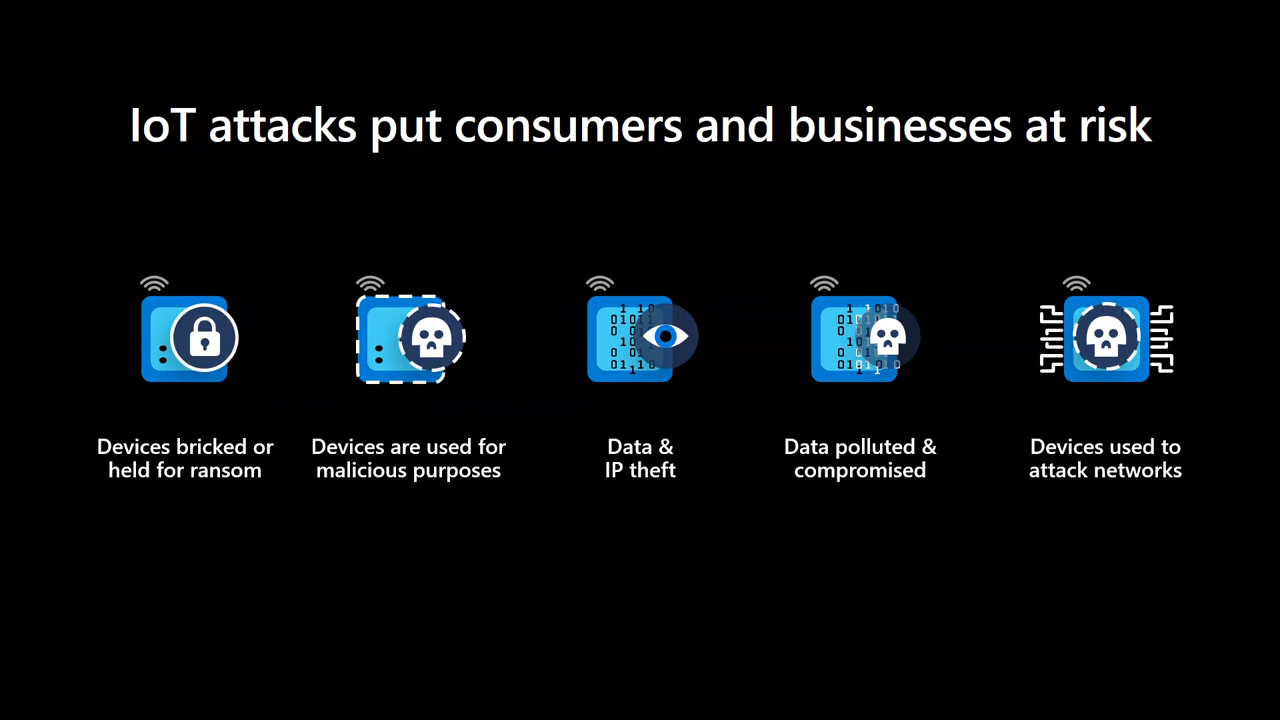 IoT attacks put consumers and businesses at risk
Devices bricked or
held for ransom
Devices are used for
malicious purposes
Data &
IP theft
Data polluted &
compromised
Devices used to
attack networks